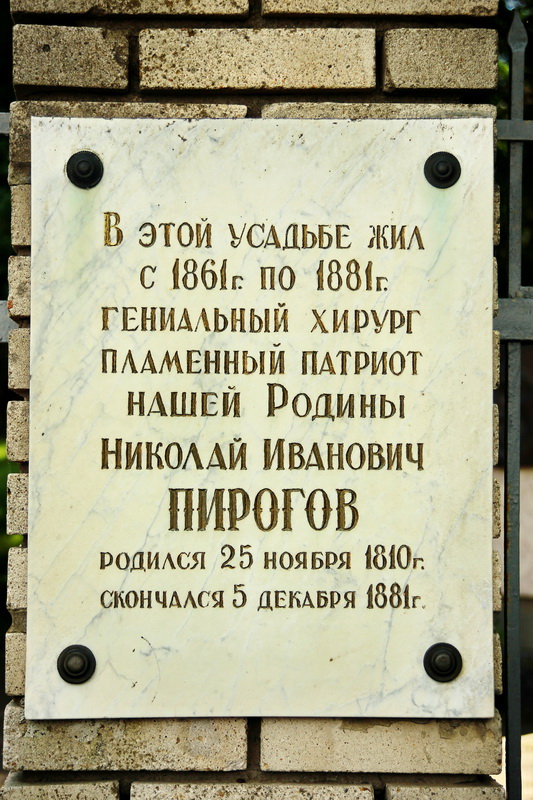 В этой усадьбе жил
с 1861г. по 1881г.
гениальный хирург
пламенный патриот
нашей Родины
Николай Иванович
ПИРОГОВ
родился 25 ноября 1810г.
скончался 5 декабря 1881г.